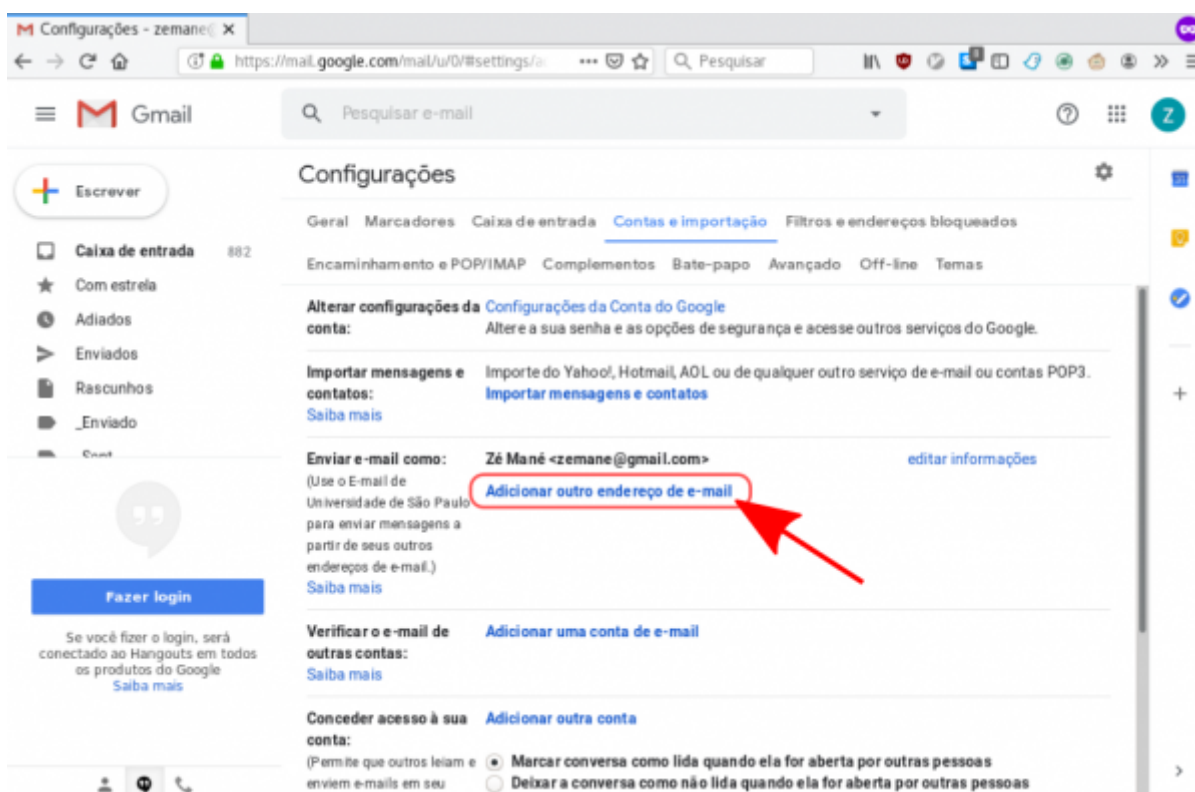 Configurações - zemane@
https://mail.google.com/mail/u/0/#settings/a
Pesquisar
Gmail
Pesquisar e-mail
Z
Escrever
Caixa de entrada 882
Com estrela
Adiados
Enviados
Rascunhos
_Enviado
Fazer login
Se você fizer o login, será
conectado ao Hangouts em todos
os produtos do Google
Saiba mais
Configurações
Geral Marcadores Caixa de entrada Contas e importação Filtros e endereços bloqueados
Encaminhamento e POP/IMAP Complementos Bate-papo Avançado Off-line Temas
Alterar configurações da conta:
Configurações da Conta do Google
Altere a sua senha e as opções de segurança e acesse outros serviços do Google.
Importar mensagens e
contatos:
Saiba mais
Importe do Yahoo!, Hotmail, AOL ou de qualquer outro serviço de e-mail ou contas POP3.
Importar mensagens e contatos
Enviar e-mail como:
(Use o E-mail de
Universidade de São Paulo
para enviar mensagens a
partir de seus outros
endereços de e-mail.)
Saiba mais
Zé Mané <zemane@gmail.com>
editar informações
Adicionar outro endereço de e-mail
Verificar o e-mail de
outras contas:
Saiba mais
Adicionar uma conta de e-mail
Conceder acesso à sua
conta:
(Permite que outros leiam e
enviem e-mails em seu
Adicionar outra conta
Marcar conversa como lida quando ela for aberta por outras pessoas
Deixar a conversa como não lida quando ela for aberta por outras pessoas